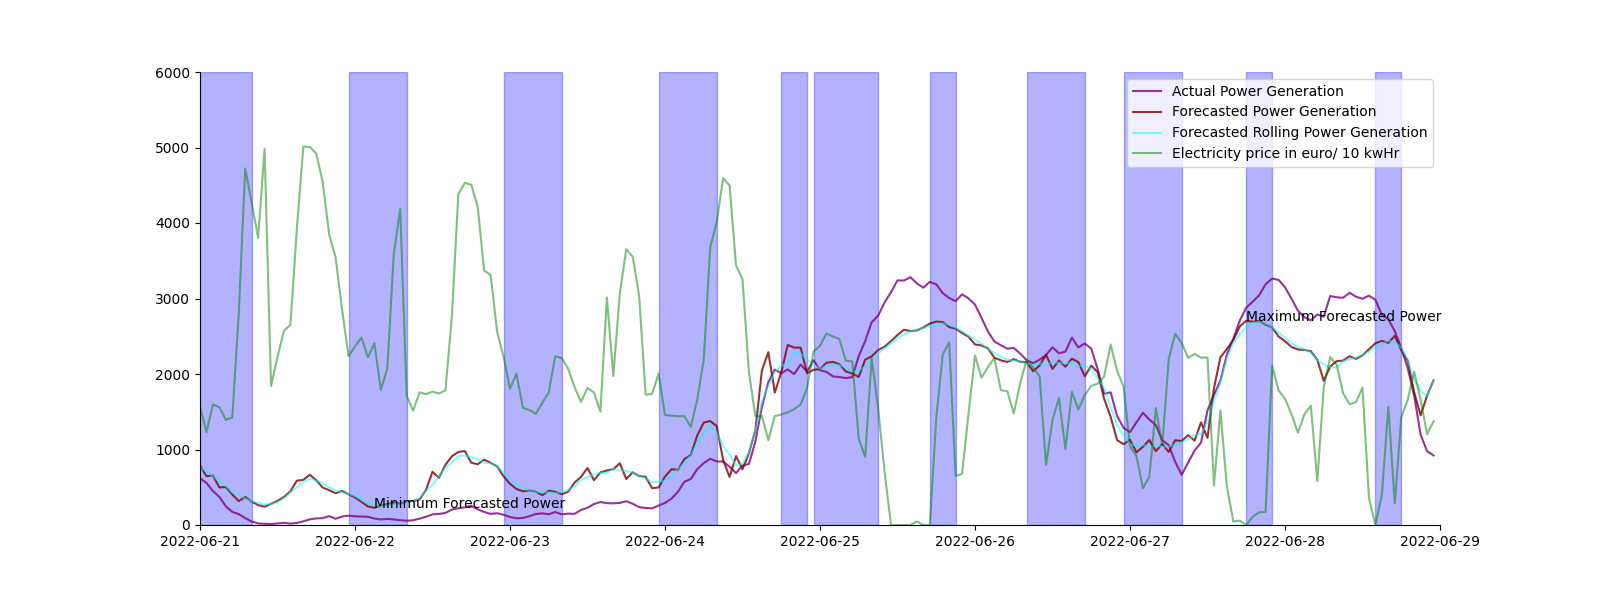 6000
5000
4000
3000
2000
1000
0
Actual Power Generation
Forecasted Power Generation
Forecasted Rolling Power Generation
Electricity price in euro/ 10 kwHr
Maximum Forecasted Power
Minimum Forecasted Power
2022-06-21
2022-06-22
2022-06-23
2022-06-24
2022-06-25
2022-06-26
2022-06-27
2022-06-28
2022-06-29